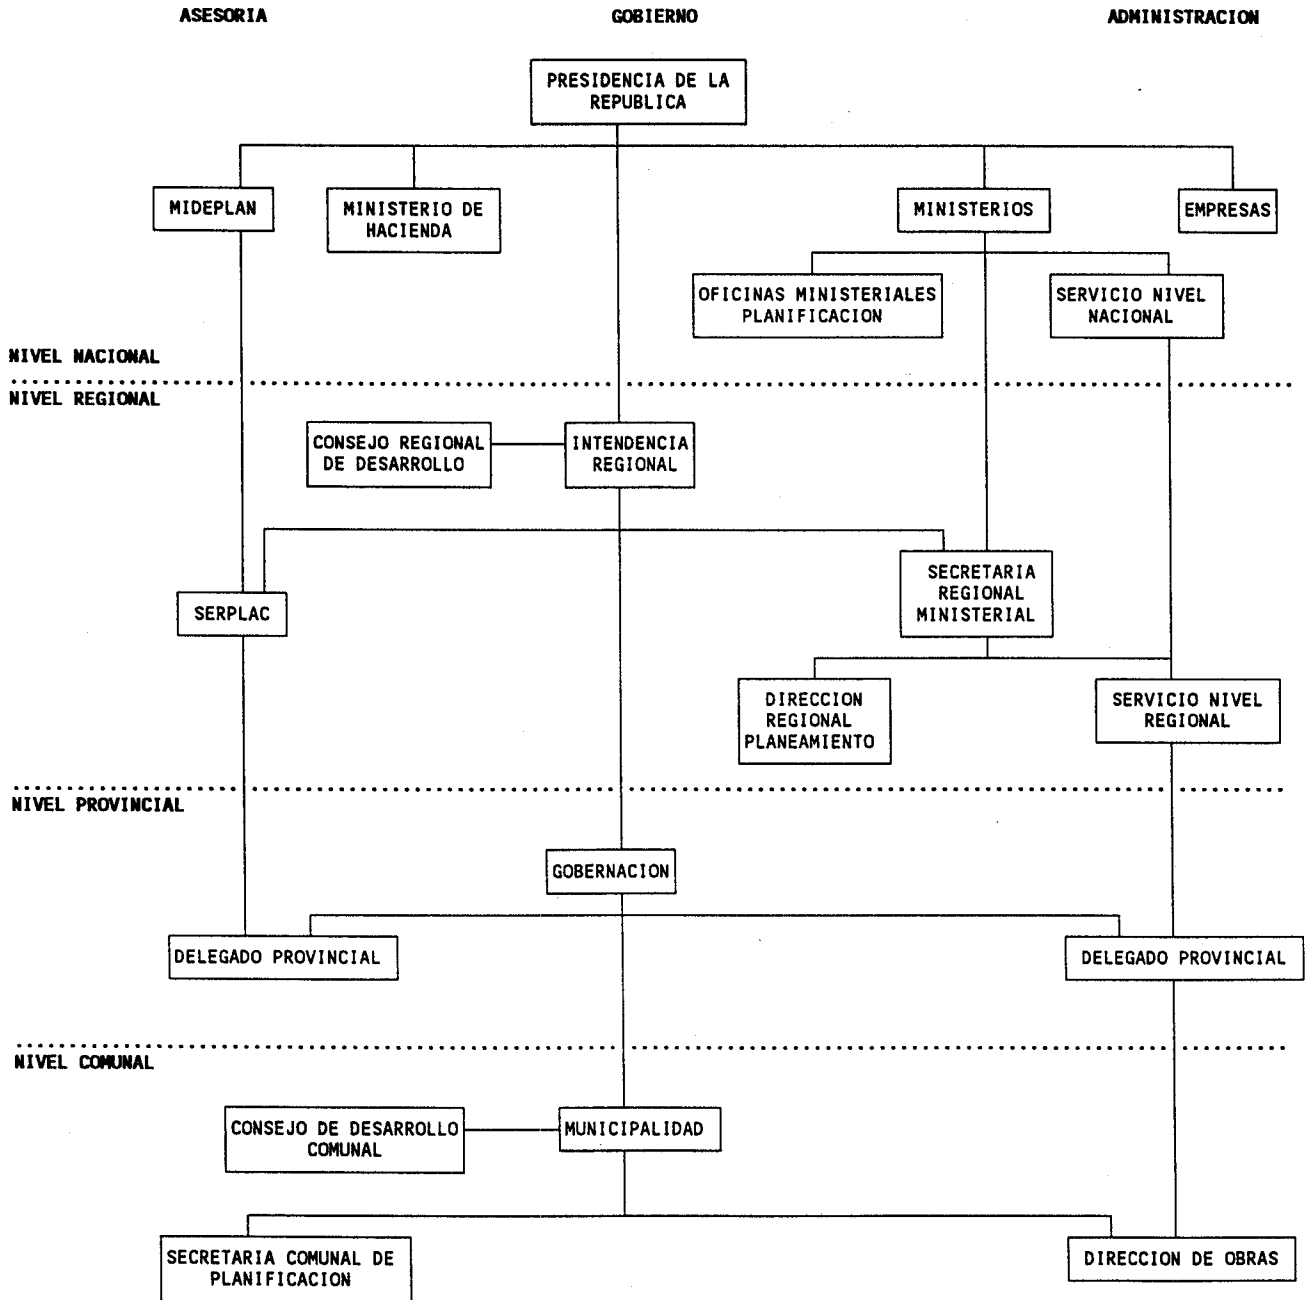 ASESORIA
GOBIERNO
ADMINISTRACION
PRESIDENCIA DE LA
REPUBLICA
MIDEPLAN
MINISTERIO DE
HACIENDA
MINISTERIOS
EMPRESAS
OFICINAS MINISTERIALES
PLANIFICACION
SERVICIO NIVEL
NACIONAL
NIVEL NACIONAL
NIVEL REGIONAL
CONSEJO REGIONAL
DE DESARROLLO
INTENDENCIA
REGIONAL
SERPLAC
SECRETARIA
REGIONAL
MINISTERIAL
DIRECCION
REGIONAL
PLANEAMIENTO
SERVICIO NIVEL
REGIONAL
NIVEL PROVINCIAL
GOBERNACION
DELEGADO PROVINCIAL
DELEGADO PROVINCIAL
NIVEL COMUNAL
CONSEJO DE DESARROLLO
COMUNAL
MUNICIPALIDAD
SECRETARIA COMUNAL DE
PLANIFICACION
DIRECCION DE OBRAS